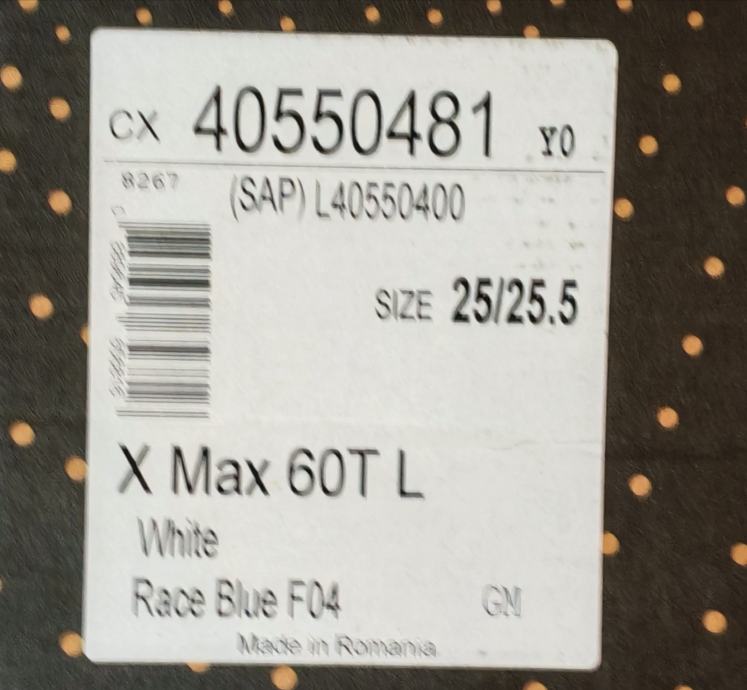 CX 40550481 Y0
8267 (SAP) L40550400
SIZE 25/25.5
X Max 60T L
White
Race Blue F04 GM
Made in Romania